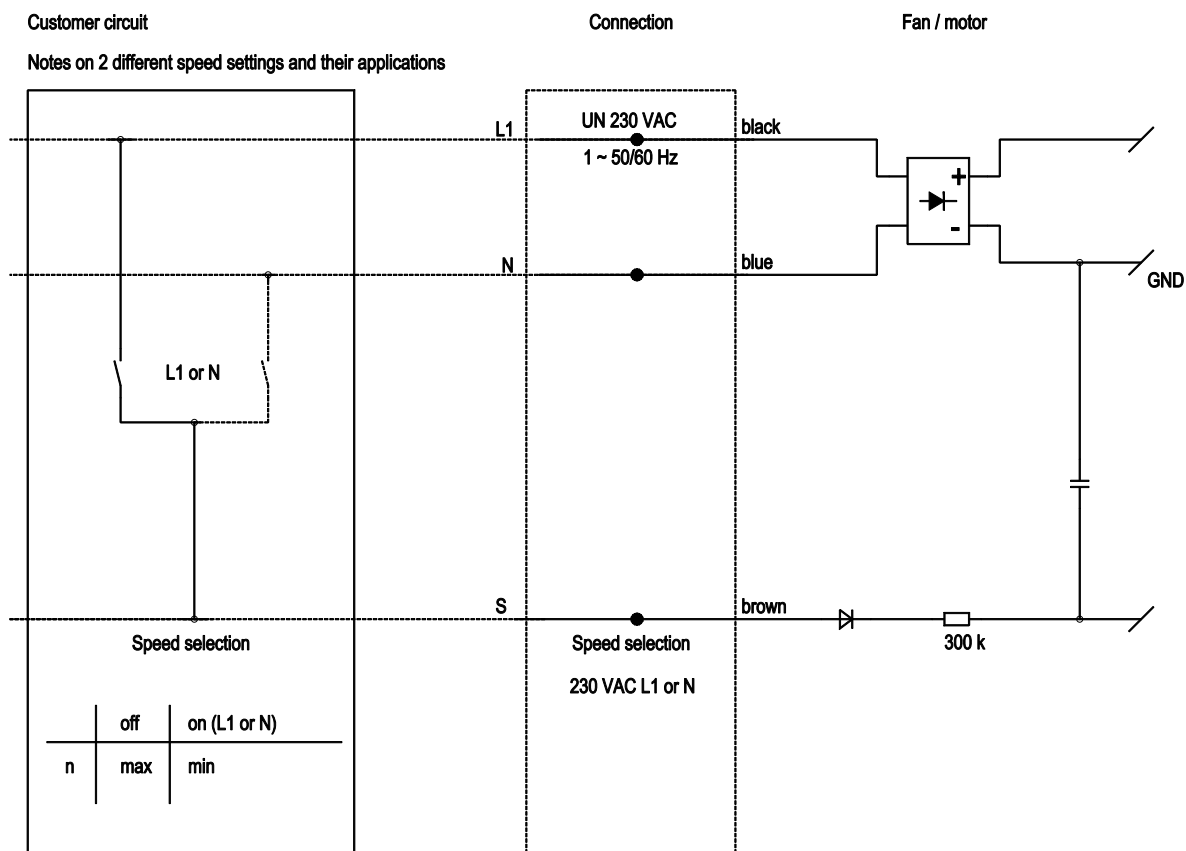 Customer circuit
Connection
Fan / motor
Notes on 2 different speed settings and their applications
L1
UN 230 VAC
black
1 ~ 50/60 Hz
+
-
N
blue
GND
L1 or N
S
brown
Speed selection
Speed selection
300 k
230 VAC L1 or N
off
on (L1 or N)
n
max
min